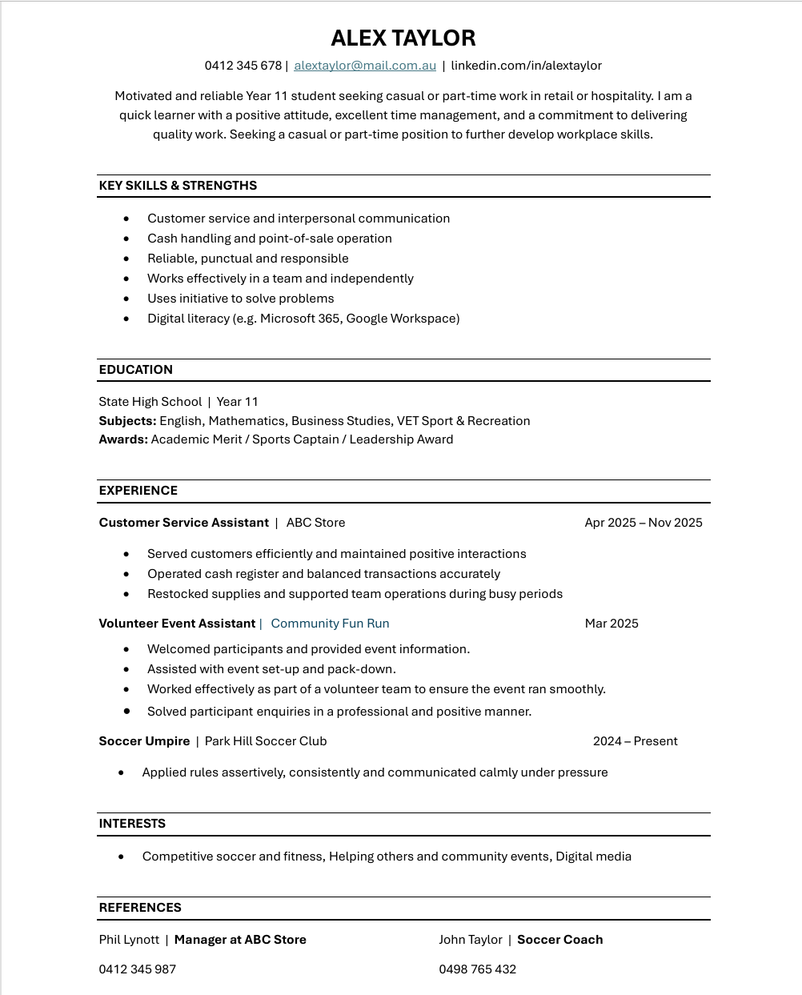 ALEX TAYLOR
0412 345 678 | alextaylor@mail.com.au | linkedin.com/in/alextaylor
Motivated and reliable Year 11 student seeking casual or part-time work in retail or hospitality. I am a
quick learner with a positive attitude, excellent time management, and a commitment to delivering
quality work. Seeking a casual or part-time position to further develop workplace skills.
KEY SKILLS & STRENGTHS
• Customer service and interpersonal communication
• Cash handling and point-of-sale operation
• Reliable, punctual and responsible
• Works effectively in a team and independently
• Uses initiative to solve problems
• Digital literacy (e.g. Microsoft 365, Google Workspace)
EDUCATION
State High School | Year 11
Subjects: English, Mathematics, Business Studies, VET Sport & Recreation
Awards: Academic Merit / Sports Captain / Leadership Award
EXPERIENCE
Customer Service Assistant | ABC Store Apr 2025 – Nov 2025
• Served customers efficiently and maintained positive interactions
• Operated cash register and balanced transactions accurately
• Restocked supplies and supported team operations during busy periods
Volunteer Event Assistant | Community Fun Run Mar 2025
• Welcomed participants and provided event information.
• Assisted with event set-up and pack-down.
• Worked effectively as part of a volunteer team to ensure the event ran smoothly.
• Solved participant enquiries in a professional and positive manner.
Soccer Umpire | Park Hill Soccer Club 2024 – Present
• Applied rules assertively, consistently and communicated calmly under pressure
INTERESTS
• Competitive soccer and fitness, Helping others and community events, Digital media
REFERENCES
Phil Lynott | Manager at ABC Store John Taylor | Soccer Coach
0412 345 987 0498 765 432